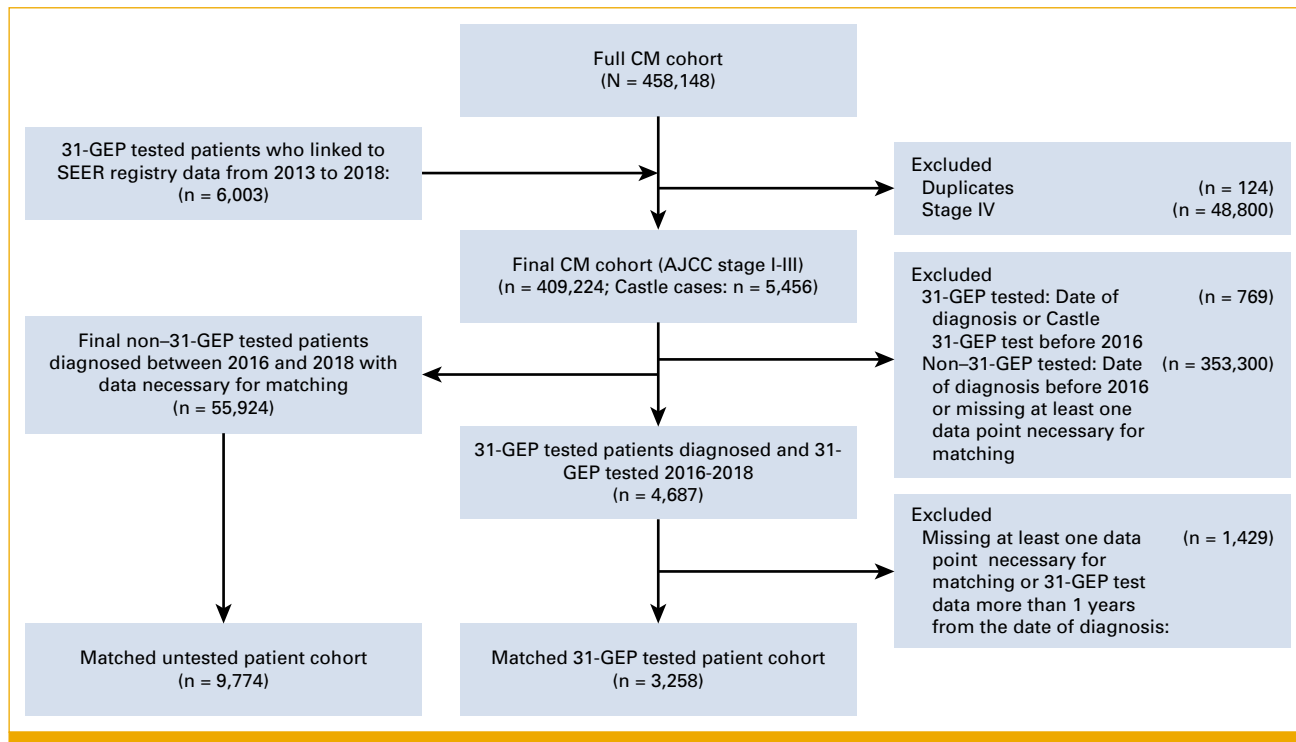 Full CM cohort
(N = 458,148)
31-GEP tested patients who linked to
SEER registry data from 2013 to 2018:
(n = 6,003)
Excluded
Duplicates (n = 124)
Stage IV (n = 48,800)
Final CM cohort (AJCC stage I-III)
(n = 409,224; Castle cases: n = 5,456)
Excluded
31-GEP tested: Date of (n = 769)
diagnosis or Castle
31-GEP test before 2016
Non–31-GEP tested: Date (n = 353,300)
of diagnosis before 2016
or missing at least one
data point necessary for
matching
Final non–31-GEP tested patients
diagnosed between 2016 and 2018 with
data necessary for matching
(n = 55,924)
31-GEP tested patients diagnosed and 31-
GEP tested 2016-2018
(n = 4,687)
Excluded
Missing at least one data (n = 1,429)
point necessary for
matching or 31-GEP test
data more than 1 years
from the date of diagnosis:
Matched untested patient cohort
(n = 9,774)
Matched 31-GEP tested patient cohort
(n = 3,258)